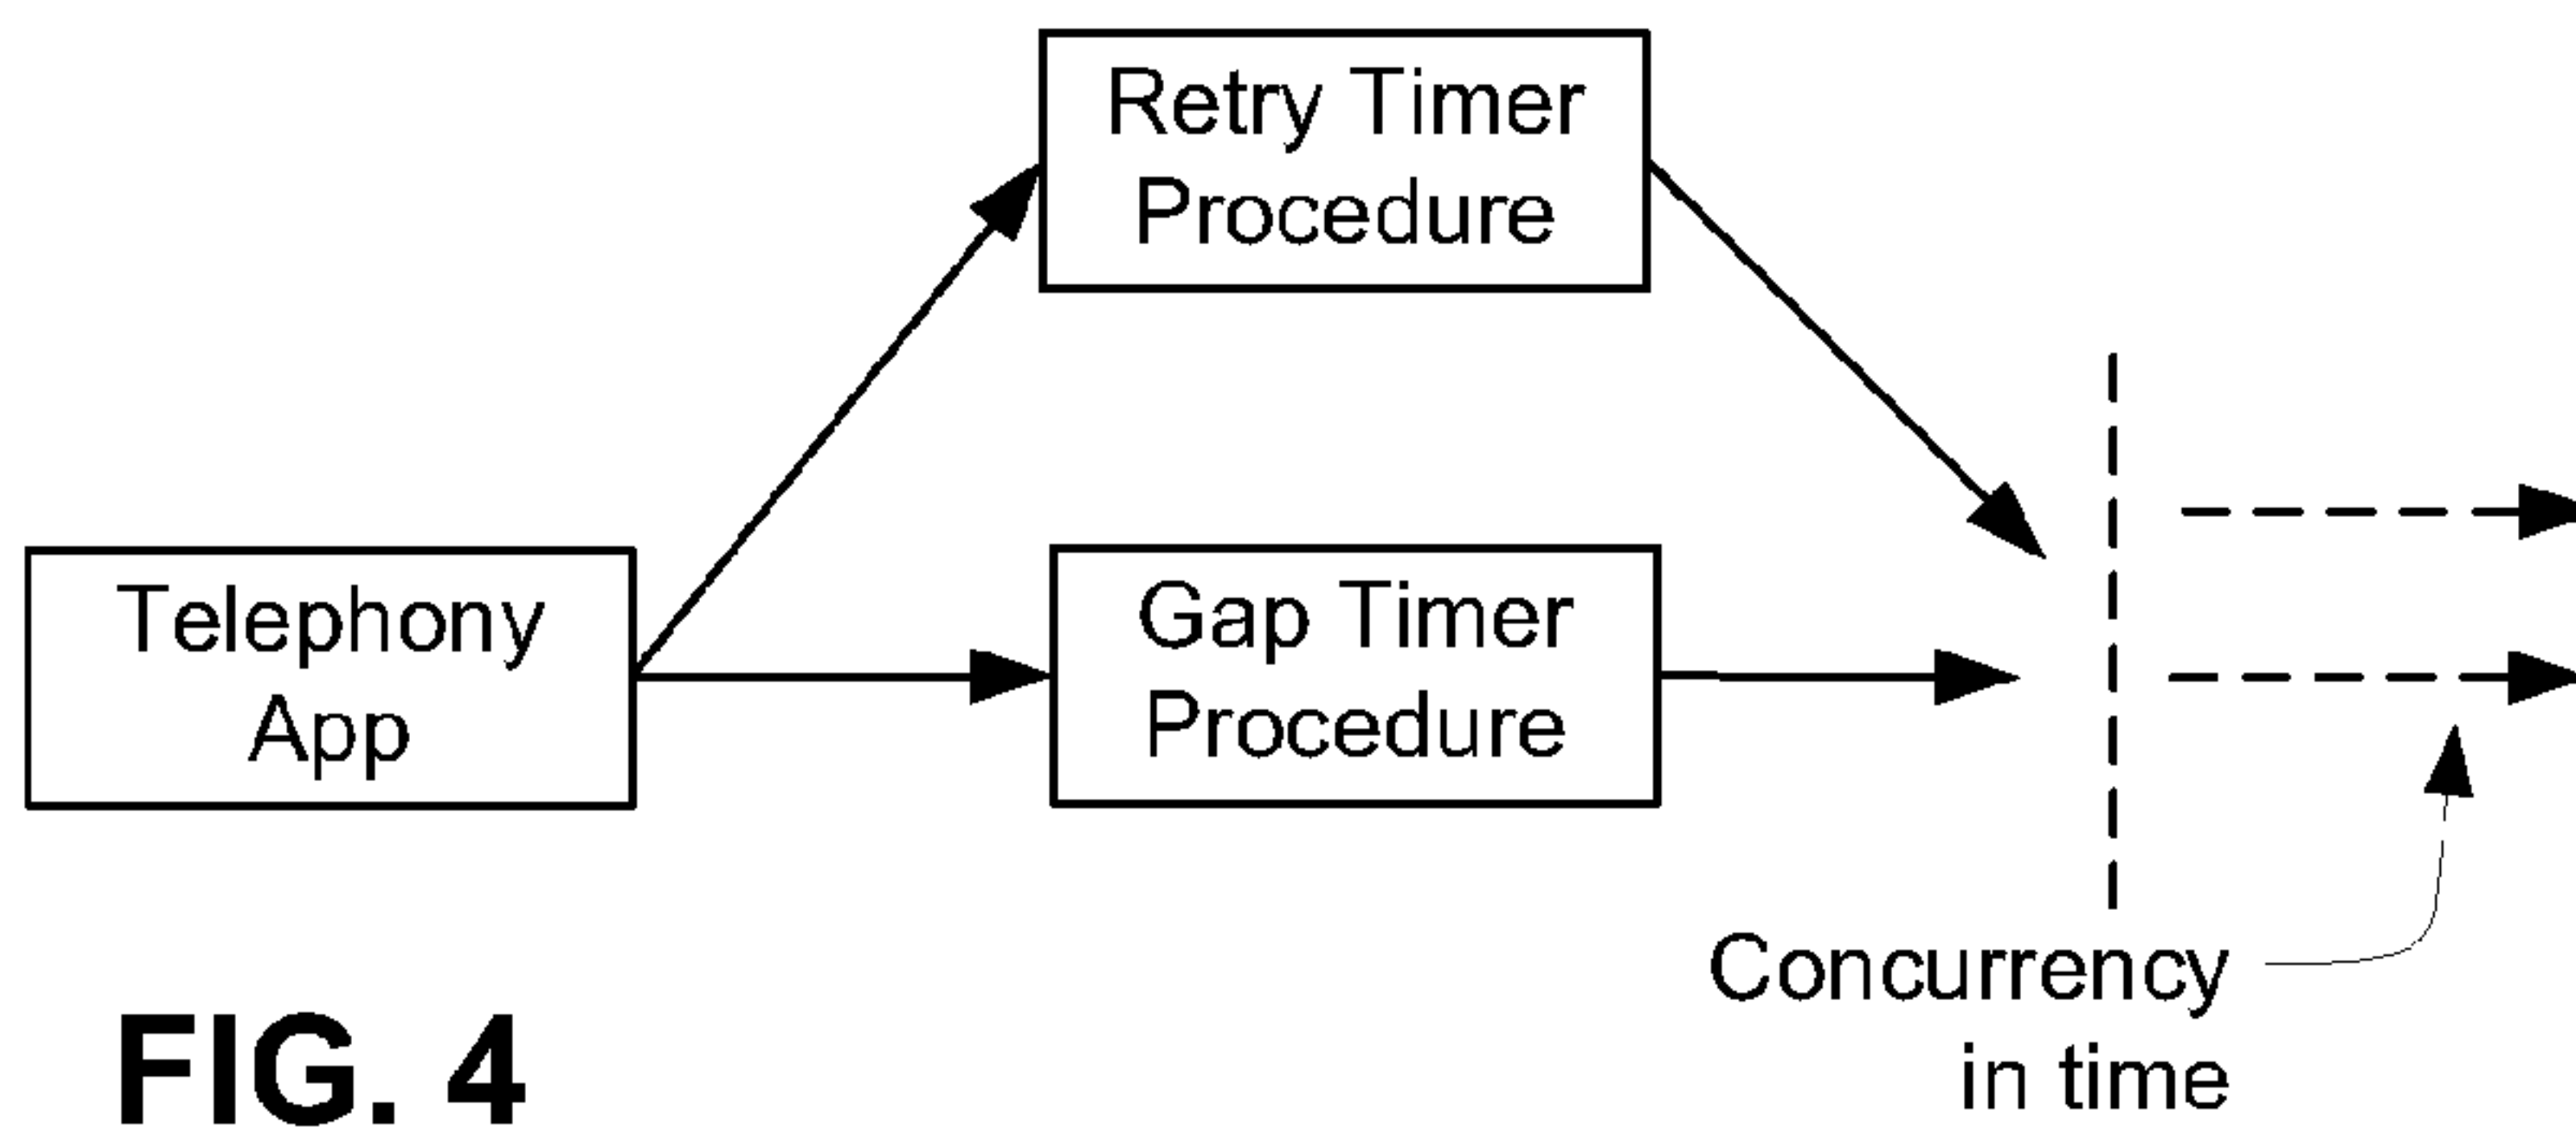 Retry Timer
Procedure
Telephony
App
Gap Timer
Procedure
Concurrency
in time
FIG. 4